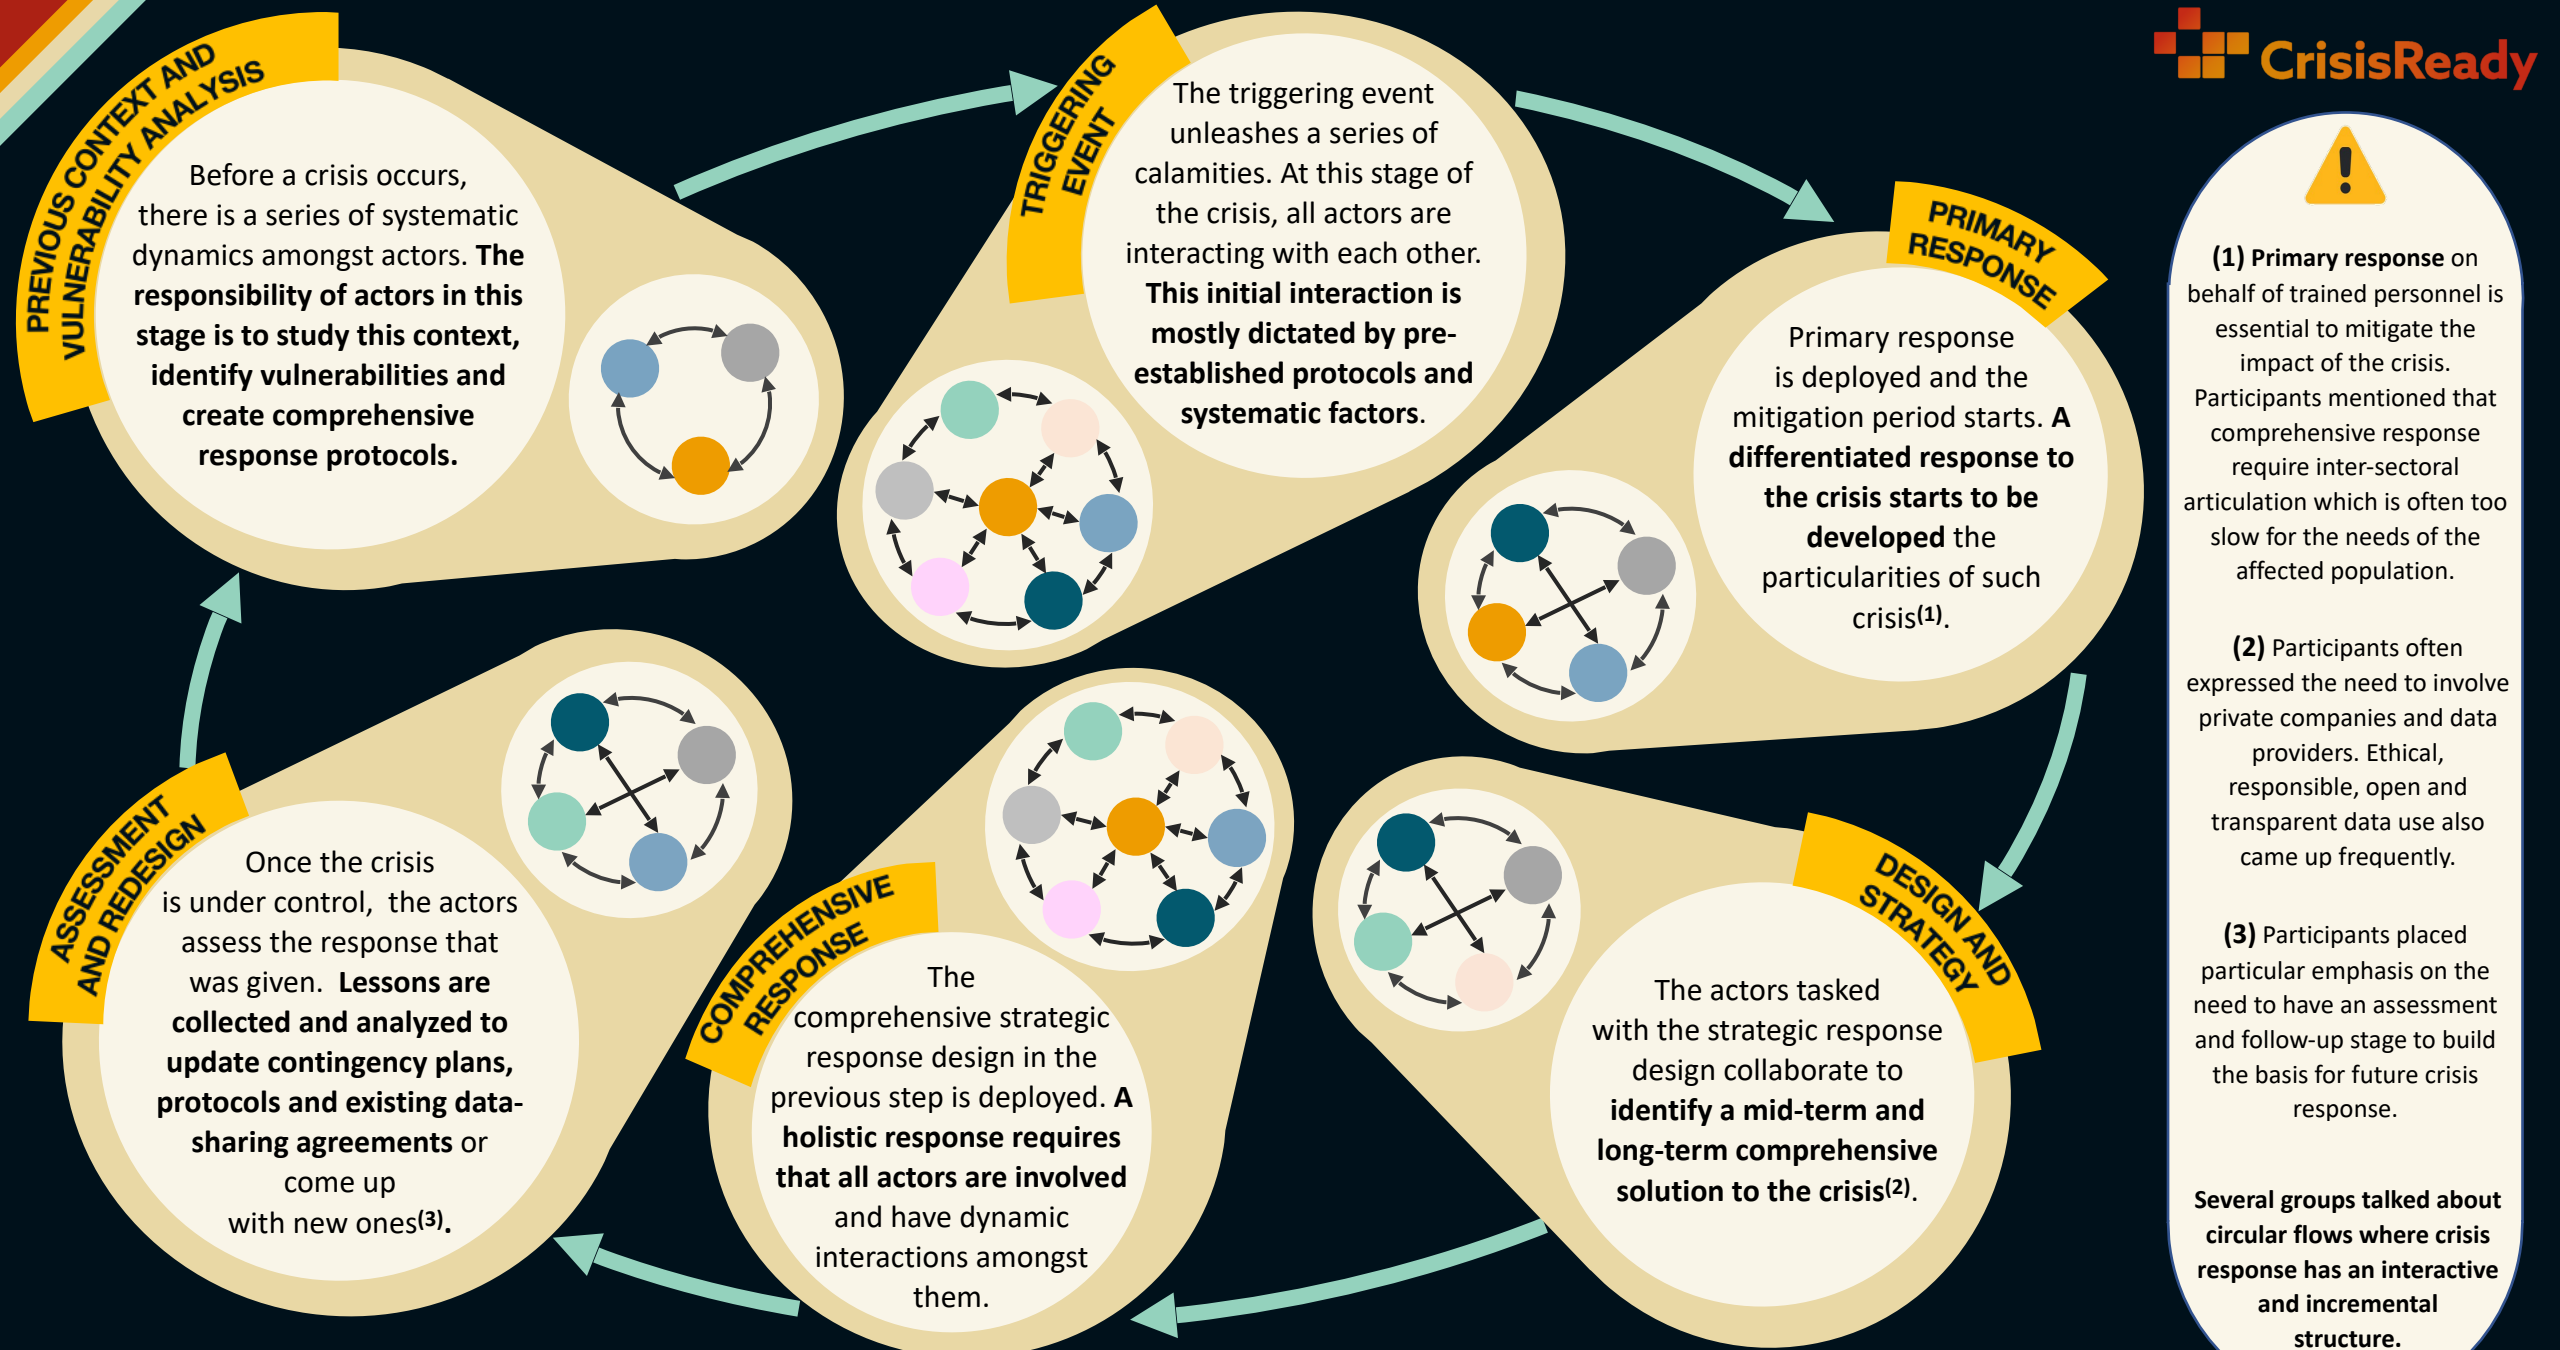 PREVIOUS CONTEXT AND
VULNERABILITY ANALYSIS
Before a crisis occurs,
there is a series of systematic
dynamics amongst actors. The
responsibility of actors in this
stage is to study this context,
identify vulnerabilities and
create comprehensive
response protocols.
TRIGGERING
EVENT
The triggering event
unleashes a series of
calamities. At this stage of
the crisis, all actors are
interacting with each other.
This initial interaction is
mostly dictated by pre-
established protocols and
systematic factors.
PRIMARY
RESPONSE
Primary response
is deployed and the
mitigation period starts. A
differentiated response to
the crisis starts to be
developed the
particularities of such
crisis(1).
DESIGN AND
STRATEGY
The actors tasked
with the strategic response
design collaborate to
identify a mid-term and
long-term comprehensive
solution to the crisis(2).
COMPREHENSIVE
RESPONSE
The
comprehensive strategic
response design in the
previous step is deployed. A
holistic response requires
that all actors are involved
and have dynamic
interactions amongst
them.
ASSESSMENT
AND REDESIGN
Once the crisis
is under control, the actors
assess the response that
was given. Lessons are
collected and analyzed to
update contingency plans,
protocols and existing data-
sharing agreements or
come up
with new ones(3).
CrisisReady
(1) Primary response on
behalf of trained personnel is
essential to mitigate the
impact of the crisis.
Participants mentioned that
comprehensive response
require inter-sectoral
articulation which is often too
slow for the needs of the
affected population.
(2) Participants often
expressed the need to involve
private companies and data
providers. Ethical,
responsible, open and
transparent data use also
came up frequently.
(3) Participants placed
particular emphasis on the
need to have an assessment
and follow-up stage to build
the basis for future crisis
response.
Several groups talked about
circular flows where crisis
response has an interactive
and incremental
structure.